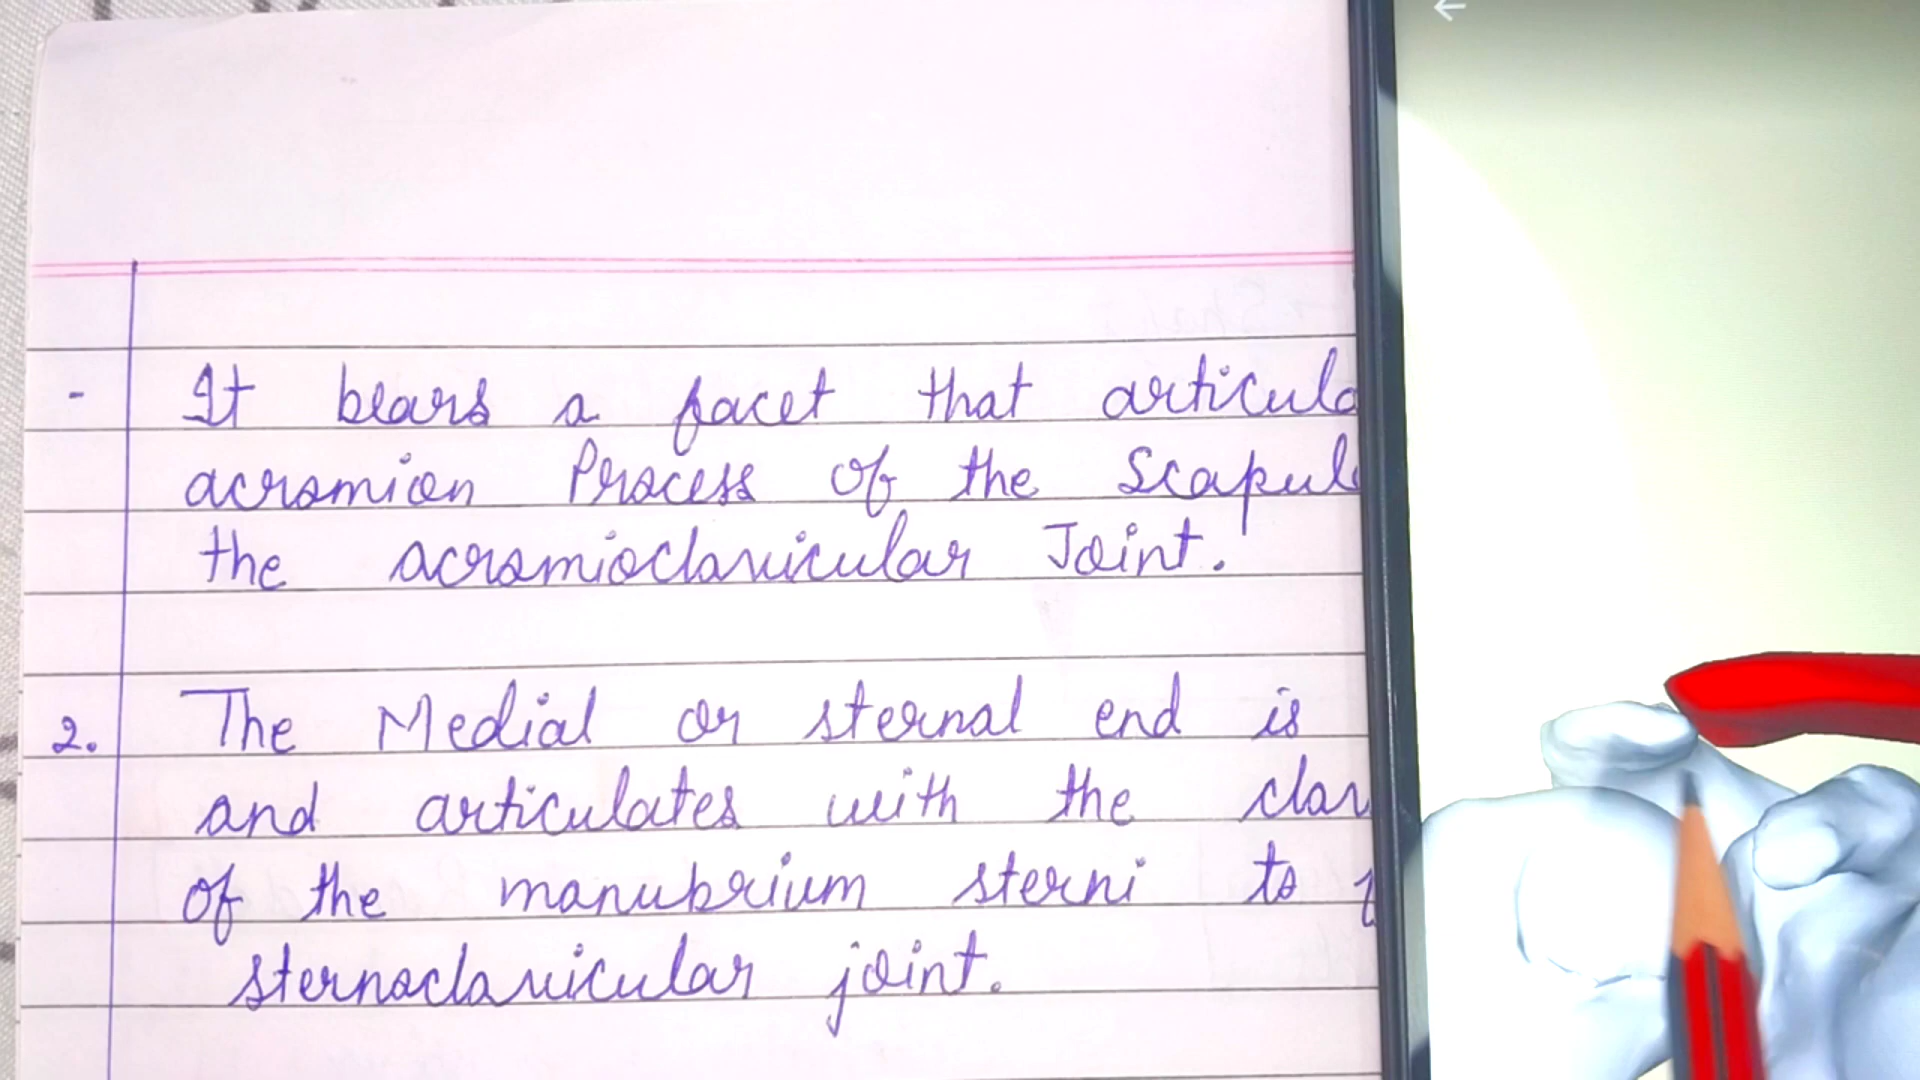 - It bears a facet that articula
acromion Process of the Scapul
the acromioclavicular Joint.
2. The Medial or sternal end is
and articulates with the clav
of the manubrium sterni to
sternoclavicular joint.